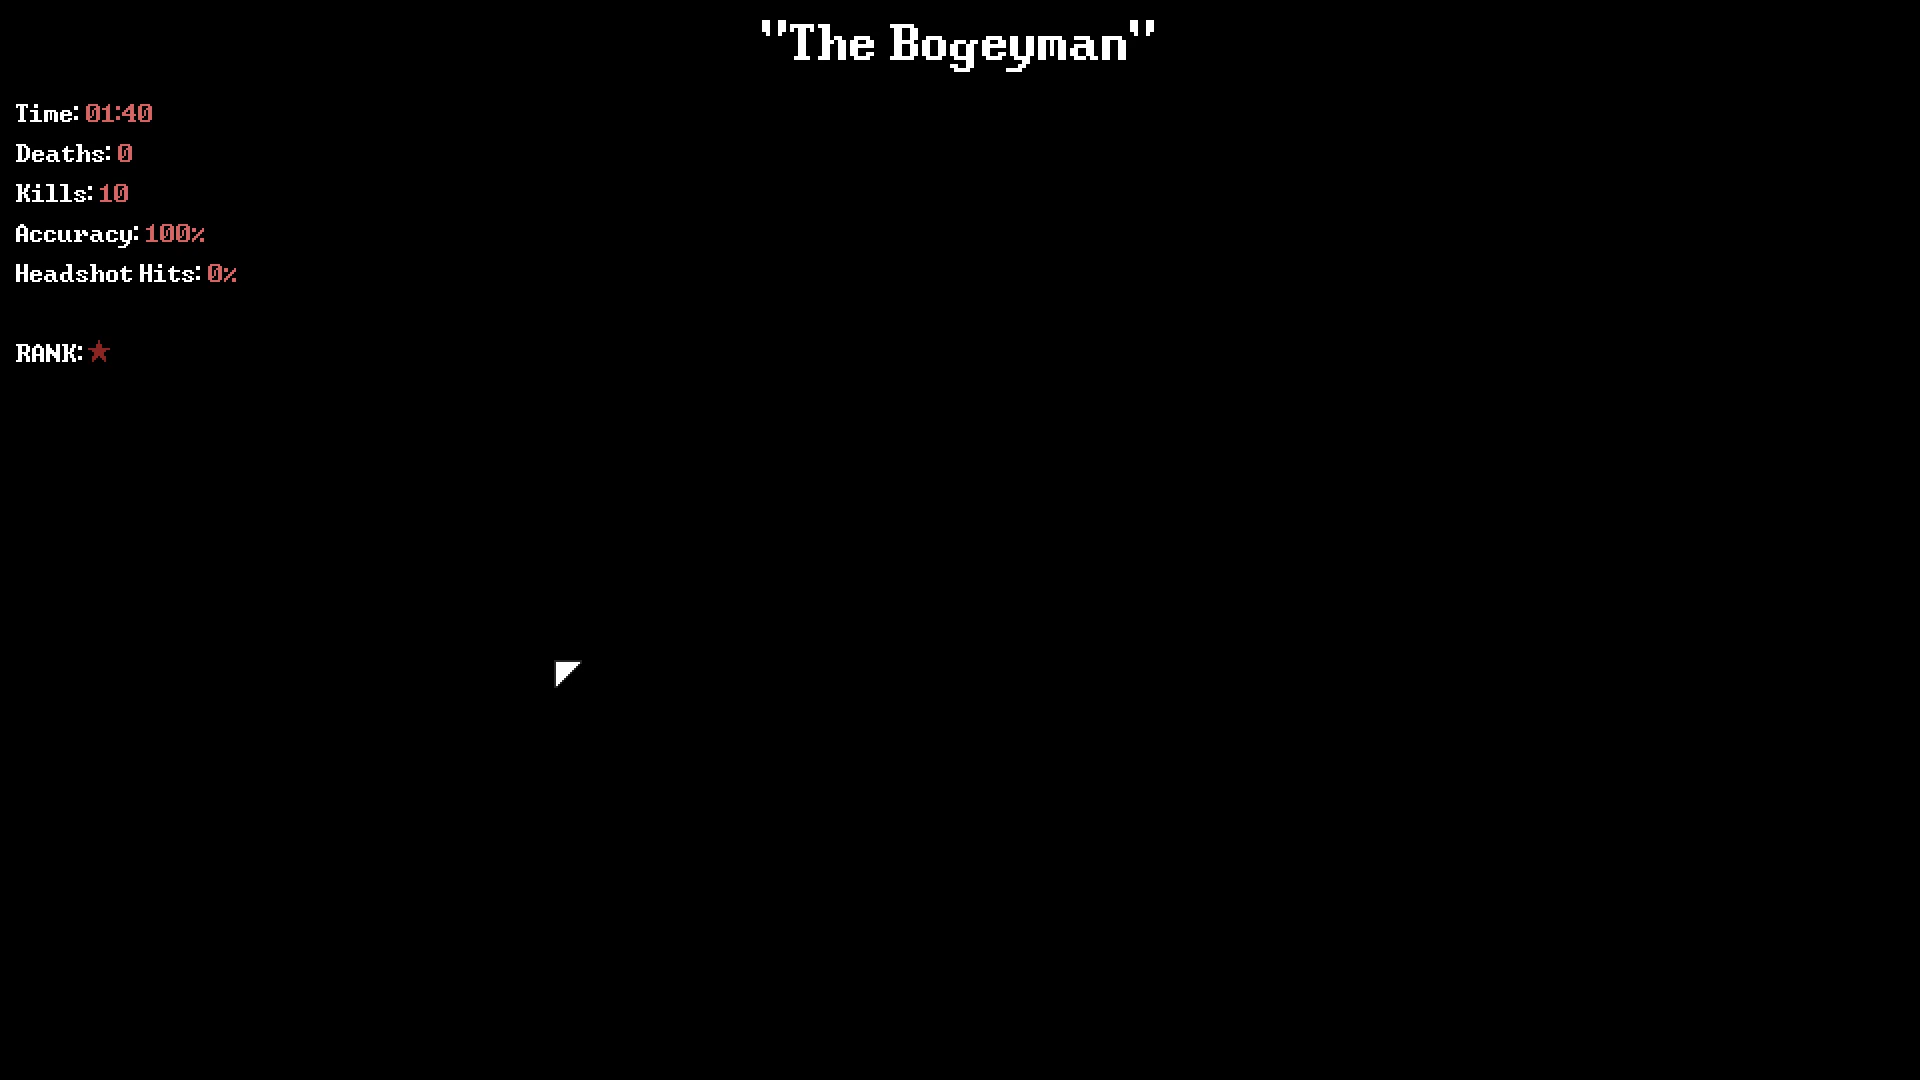 "The Bogeyman"
Time: 01:40
Deaths: 0
Kills: 10
Accuracy: 100%
Headshot Hits: 0%
RANK: ★